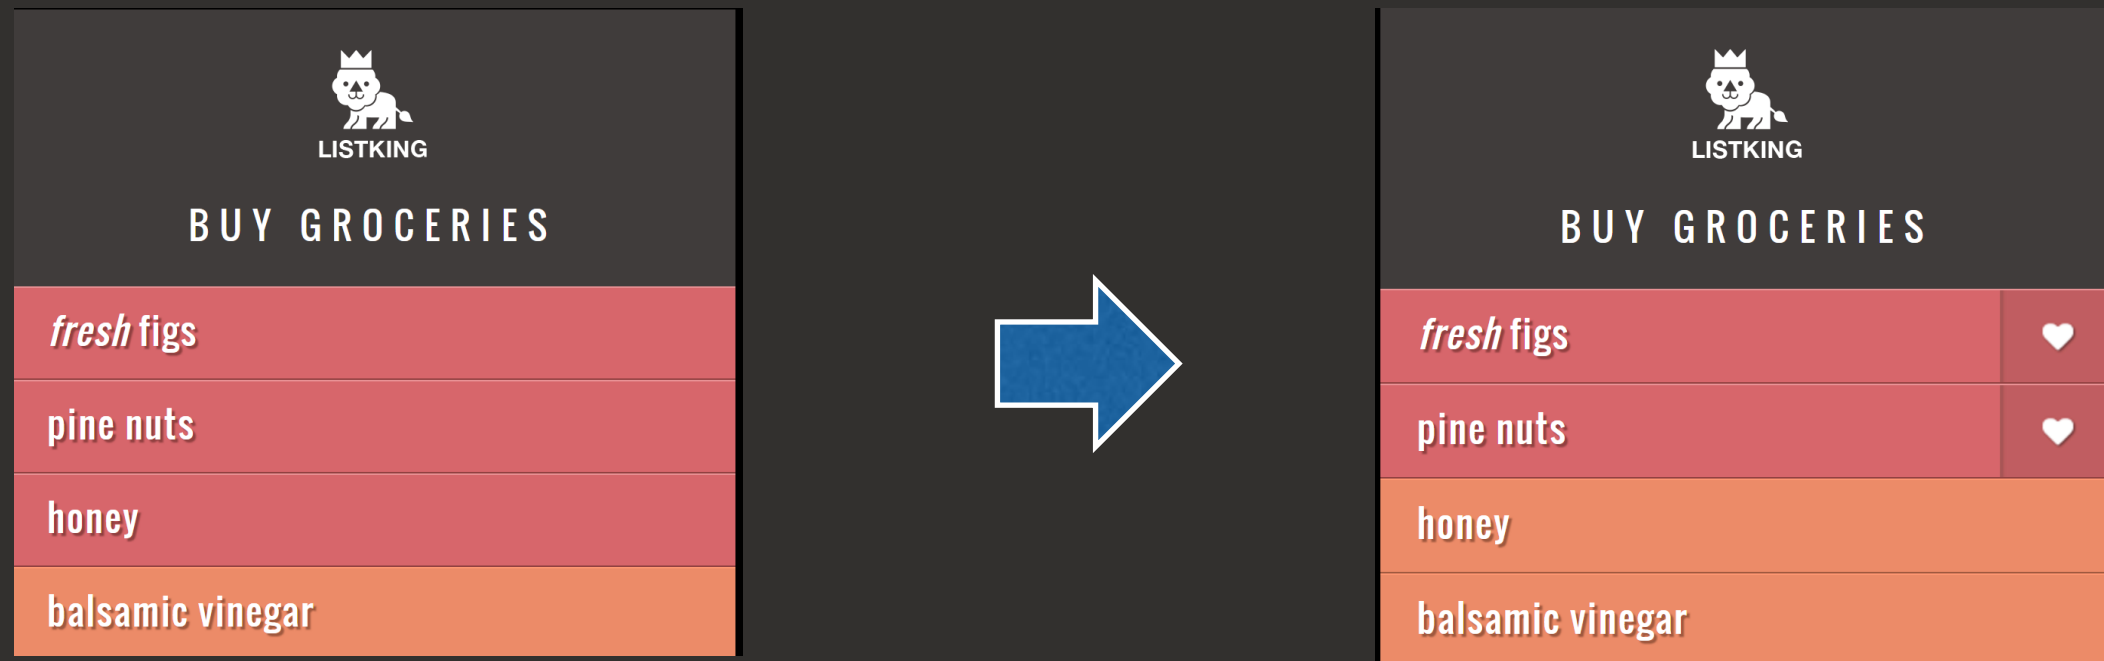 LISTKING
BUY GROCERIES
fresh figs
pine nuts
honey
balsamic vinegar
LISTKING
BUY GROCERIES
fresh figs
pine nuts
honey
balsamic vinegar